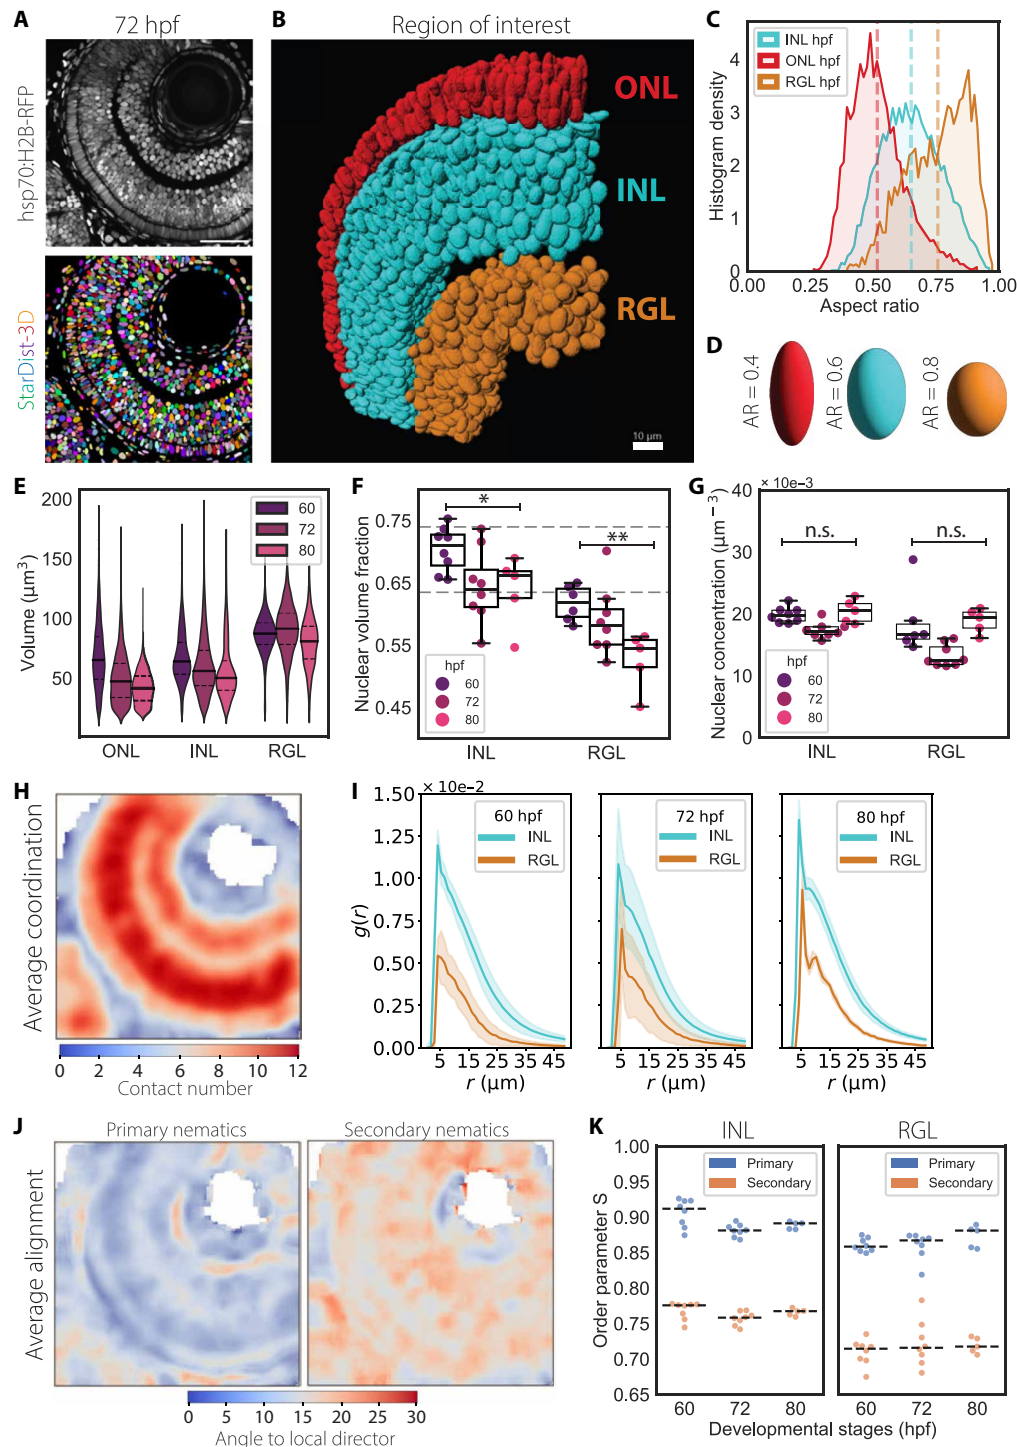 A
72 hpf
hsp70:H2B-RFP
StarDist-3D
B
Region of interest
ONL
INL
RGL
10 µm
C
INL hpf
ONL hpf
RGL hpf
Histogram density
4
3
2
1
0
0.00
0.25
0.50
0.75
1.00
Aspect ratio
D
AR = 0.4
AR = 0.6
AR = 0.8
E
Volume (µm³)
200
150
100
50
60
72
80
ONL
INL
RGL
F
Nuclear volume fraction
0.75
0.65
0.55
0.45
*
**
hpf
60
72
80
INL
RGL
G
× 10e−3
Nuclear concentration (µm⁻³)
40
30
20
10
0
n.s.
n.s.
hpf
60
72
80
INL
RGL
H
Average coordination
0
2
4
6
8
10
12
Contact number
I
× 10e−2
g(r)
1.50
1.25
1.00
0.75
0.50
0.25
0.00
60 hpf
INL
RGL
72 hpf
INL
RGL
80 hpf
INL
RGL
5 15 25 35 45
5 15 25 35 45
5 15 25 35 45
r (µm)
r (µm)
r (µm)
J
Primary nematics
Secondary nematics
Average alignment
0
5
10
15
20
25
30
Angle to local director
K
INL
RGL
Order parameter S
1.00
0.95
0.90
0.85
0.80
0.75
0.70
0.65
Primary
Secondary
Primary
Secondary
60 72 80
60 72 80
Developmental stages (hpf)